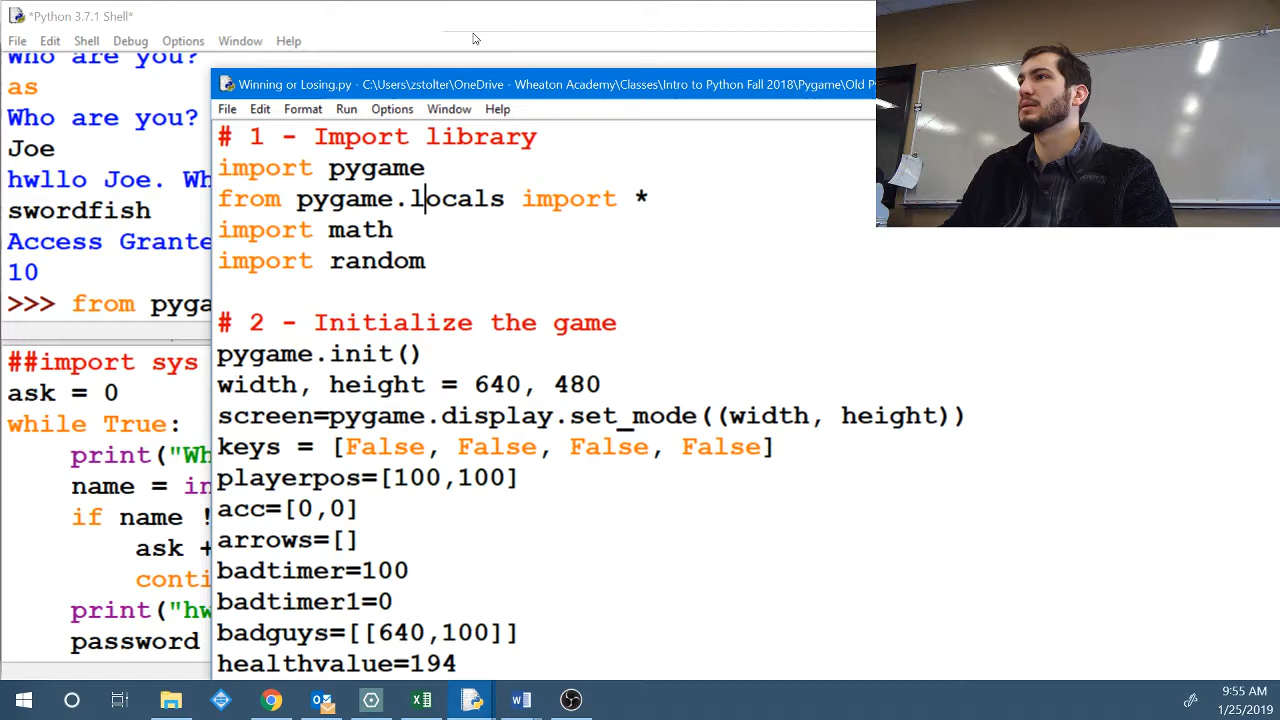 *Python 3.7.1 Shell*
File Edit Shell Debug Options Window Help
Who are you?
as
Who are you?
Joe
hwllo Joe. Wh
swordfish
Access Grante
10
>>> from pyga
##import sys
ask = 0
while True:
print("Wh
name = in
if name !
ask +
conti
print("hw
password
Winning or Losing.py - C:\Users\zstolter\OneDrive - Wheaton Academy\Classes\Intro to Python Fall 2018\Pygame\Old P
File Edit Format Run Options Window Help
# 1 - Import library
import pygame
from pygame.locals import *
import math
import random
# 2 - Initialize the game
pygame.init()
width, height = 640, 480
screen=pygame.display.set_mode((width, height))
keys = [False, False, False, False]
playerpos=[100,100]
acc=[0,0]
arrows=[]
badtimer=100
badtimer1=0
badguys=[[640,100]]
healthvalue=194
9:55 AM
1/25/2019